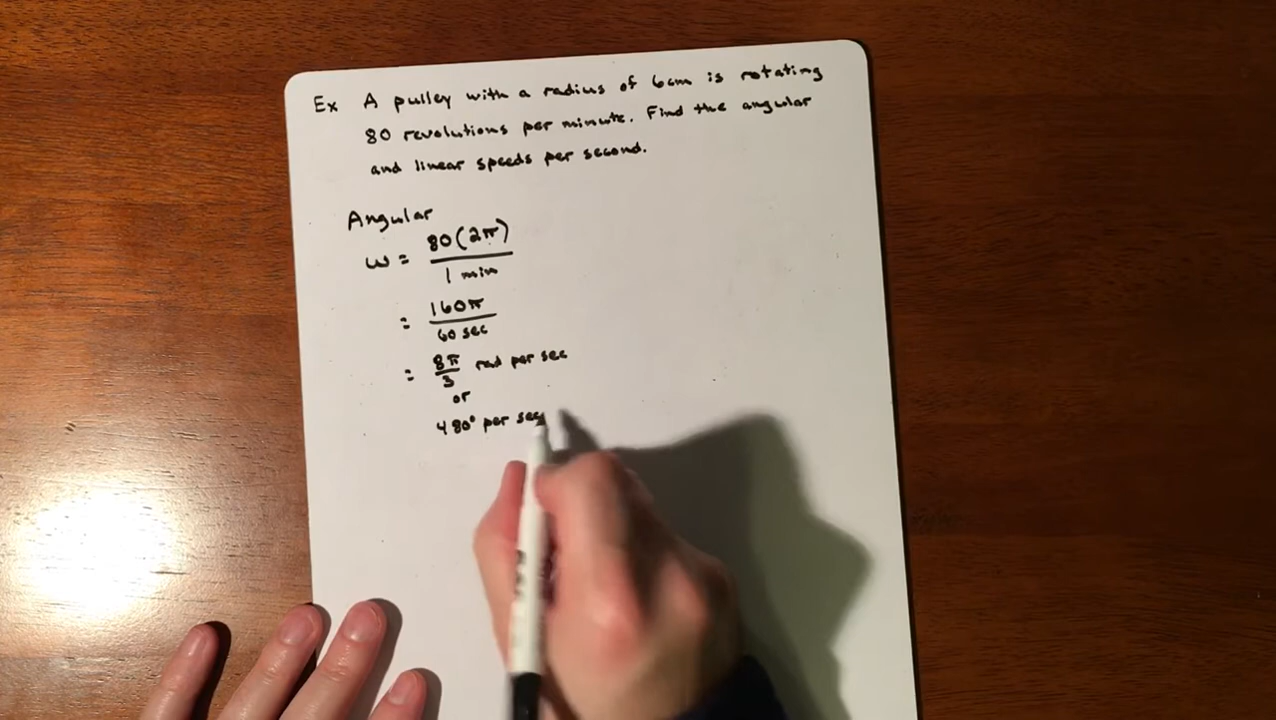 Ex A pulley with a radius of 6cm is rotating
80 revolutions per minute. Find the angular
and linear speeds per second.
Angular
ω = 80(2π)
1 min
= 160π
60 sec
= 8π
3 rad per sec
or
480° per sec